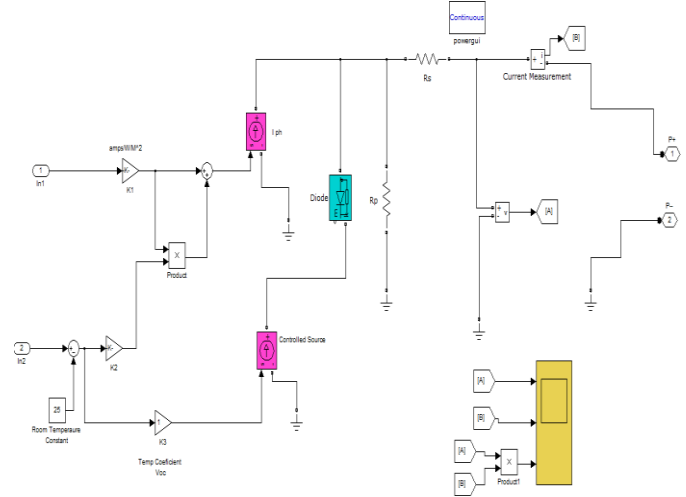 Continuous
powergui
[B]
i
+
-
Current Measurement
Rs
P+
1
I ph
amps\W/M^2
1
In1
K-
K1
+
+
Diode
Rp
E
+
-
v
[A]
P-
2
X
Product
2
In2
+
-
K-
K2
Controlled Source
25
Room Temperaure
Constant
1
K3
Temp Coeficient
Voc
[A]
[B]
[A]
[B]
X
Product1